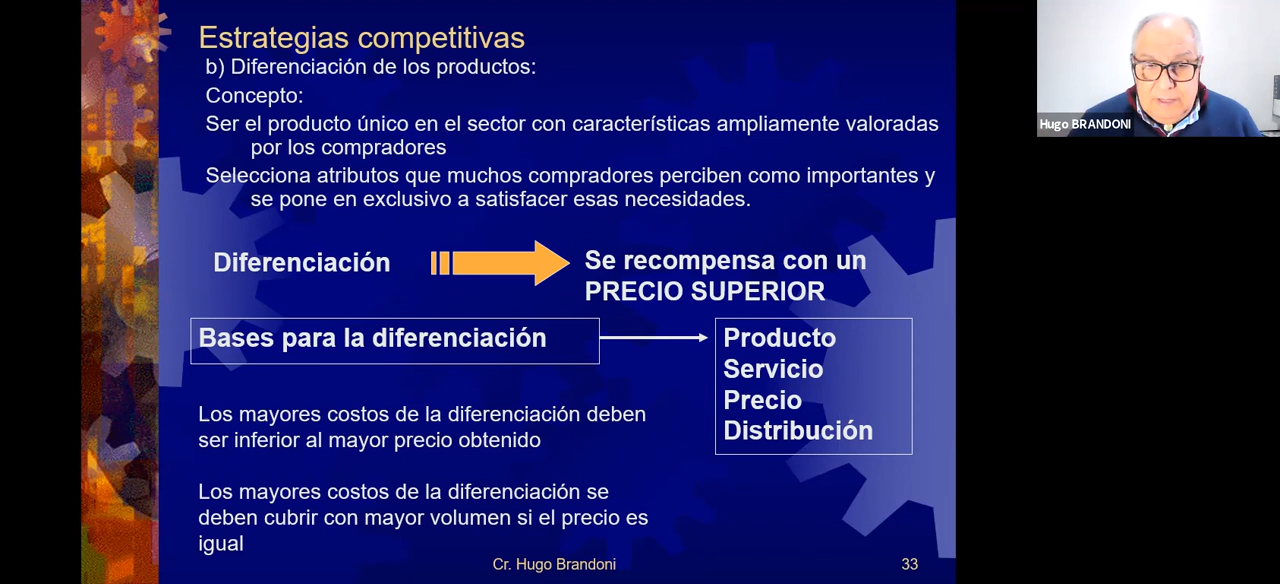 Estrategias competitivas
b) Diferenciación de los productos:
Concepto:
Ser el producto único en el sector con características ampliamente valoradas
por los compradores
Selecciona atributos que muchos compradores perciben como importantes y
se pone en exclusivo a satisfacer esas necesidades.
Diferenciación
Se recompensa con un
PRECIO SUPERIOR
Bases para la diferenciación
Producto
Servicio
Precio
Distribución
Los mayores costos de la diferenciación deben
ser inferior al mayor precio obtenido
Los mayores costos de la diferenciación se
deben cubrir con mayor volumen si el precio es
igual
Cr. Hugo Brandoni
33
Hugo BRANDONI